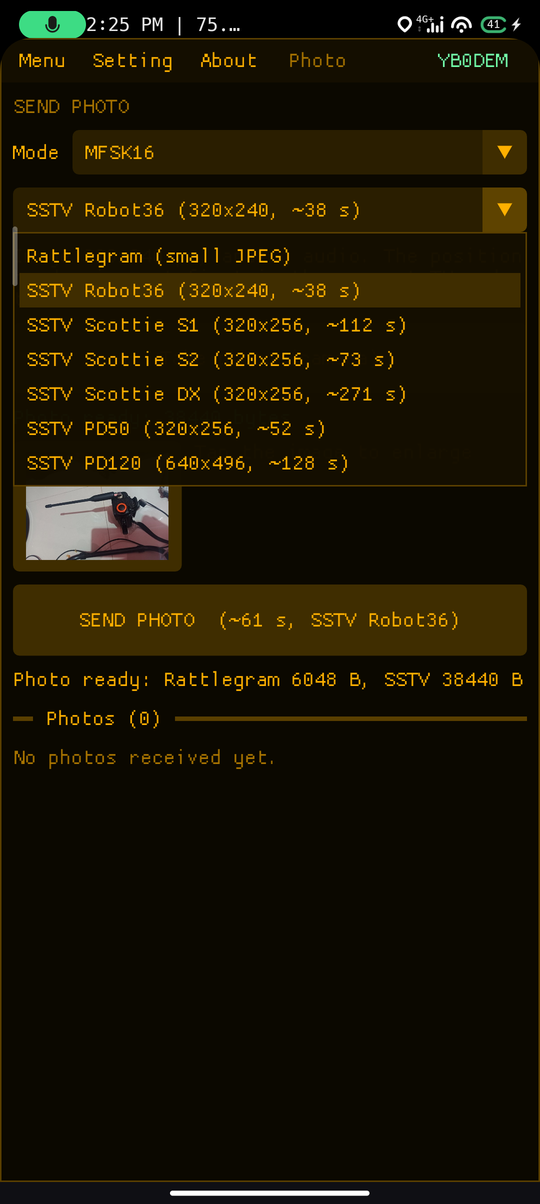 2:25 PM | 75.… 4G+ 41
Menu Setting About Photo YB0DEM
SEND PHOTO
Mode MFSK16 ▼
SSTV Robot36 (320x240, ~38 s) ▼
Rattlegram (small JPEG)
SSTV Robot36 (320x240, ~38 s)
SSTV Scottie S1 (320x256, ~112 s)
SSTV Scottie S2 (320x256, ~73 s)
SSTV Scottie DX (320x256, ~271 s)
SSTV PD50 (320x256, ~52 s)
SSTV PD120 (640x496, ~128 s)
SEND PHOTO (~61 s, SSTV Robot36)
Photo ready: Rattlegram 6048 B, SSTV 38440 B
Photos (0)
No photos received yet.